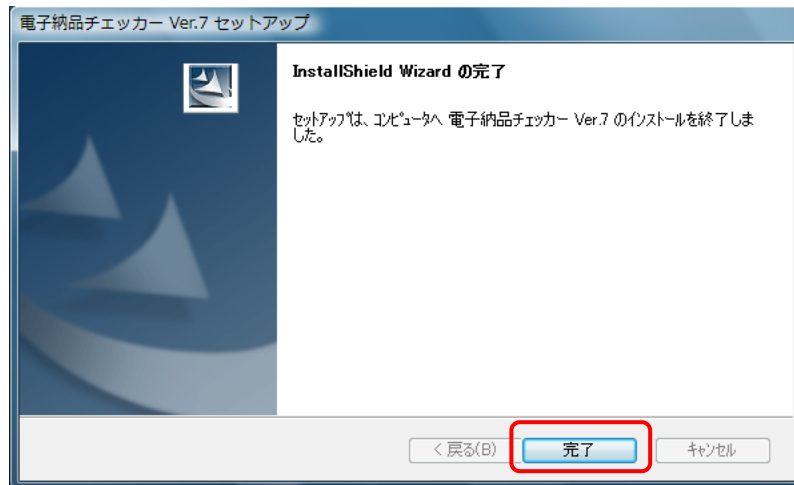 電子納品チェッカー Ver.7 セットアップ
InstallShield Wizard の完了
セットアップは、コンピュータへ 電子納品チェッカー Ver.7 のインストールを終了しま
した。
< 戻る(B)
完了
キャンセル